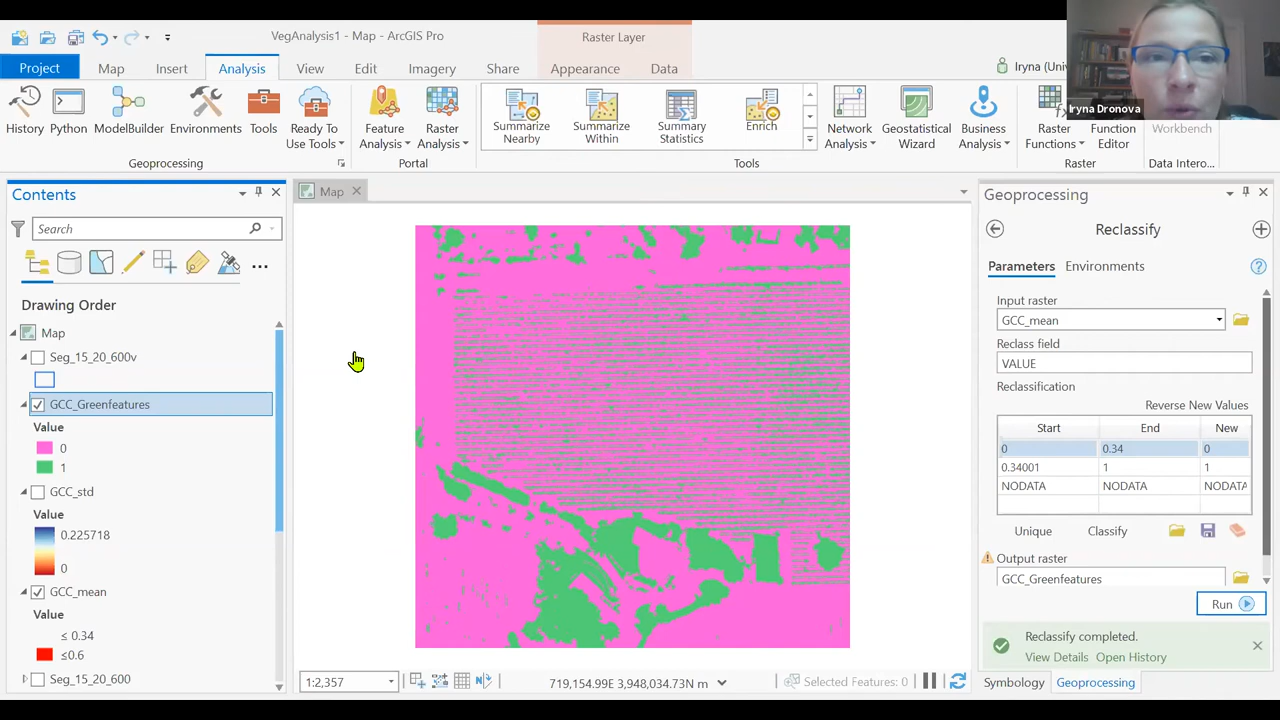 VegAnalysis1 - Map - ArcGIS Pro
Raster Layer
Project
Map
Insert
Analysis
View
Edit
Imagery
Share
Appearance
Data
Iryna (Uni
Iryna Dronova
History
Python
ModelBuilder
Environments
Tools
Ready To Use Tools
Feature Analysis
Raster Analysis
Summarize Nearby
Summarize Within
Summary Statistics
Enrich
Network Analysis
Geostatistical Wizard
Business Analysis
Raster Functions
Function Editor
Workbench
Geoprocessing
Portal
Tools
Raster
Data Intero...
Contents
Search
Drawing Order
Map
Seg_15_20_600v
GCC_Greenfeatures
Value
0
1
GCC_std
Value
0.225718
0
GCC_mean
Value
≤ 0.34
≤0.6
Seg_15_20_600
Map
1:2,357
719,154.99E 3,948,034.73N m
Selected Features: 0
Geoprocessing
Reclassify
Parameters
Environments
Input raster
GCC_mean
Reclass field
VALUE
Reclassification
Reverse New Values
Start End New
0 0.34 0
0.34001 1 1
NODATA NODATA NODATA
Unique
Classify
Output raster
GCC_Greenfeatures
Run
Reclassify completed.
View Details Open History
Symbology
Geoprocessing